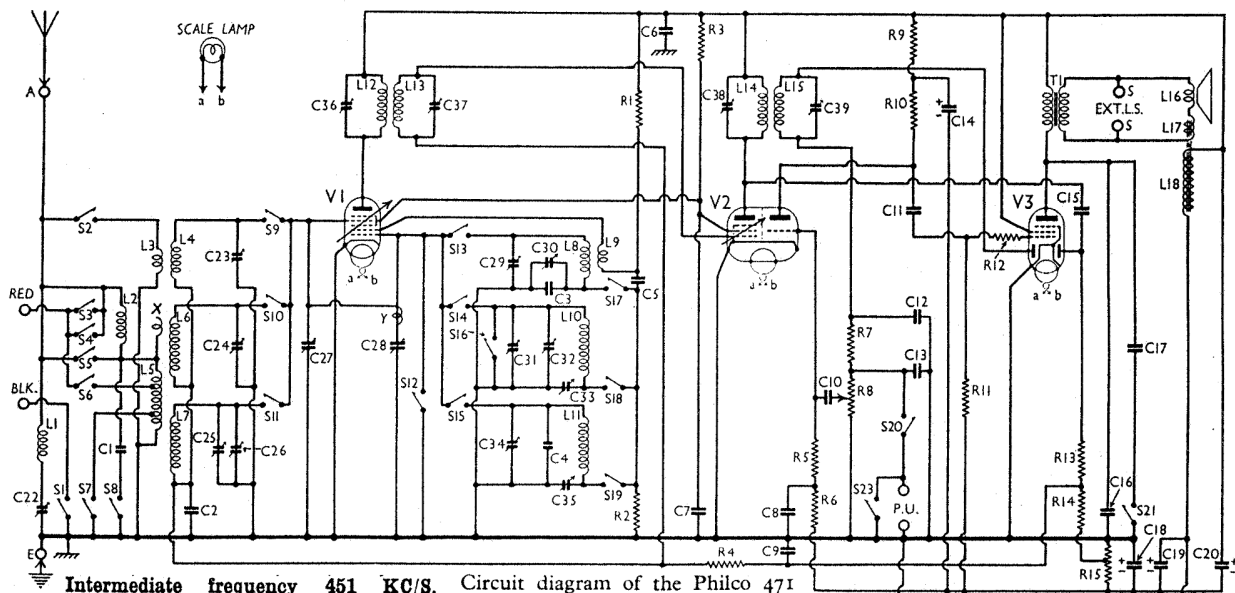 SCALE LAMP
a b
A
C6
R3
R9
L12 L13
C36 C37
R1
C38 L14 L15 C39
R10
C14
T1
S
EXT.L.S.
S
L16
L17
L18
V1
V2
V3
C15
C11
R12
a b
a b
a b
S2
L3
L4
S9
C23
S13
C30
L8
L9
C29
C3
S17
C5
RED
S3
S4
S5
S6
L2
X
L6
S10
C24
C27
Y
C28
S14
S16
L10
C31
C32
C33
S18
R7
C12
C13
C17
BLK.
L5
S11
S12
S15
L11
C10
R8
R11
L1
L7
C25
C26
C1
C34
C4
S20
R5
R13
C22
S1
S7
S8
C2
C35
S19
R2
C7
C8
R6
S23
P.U.
R14
C16
S21
E
R4
C9
R15
C18
C19
C20
Intermediate frequency 451 KC/S. Circuit diagram of the Philco 471